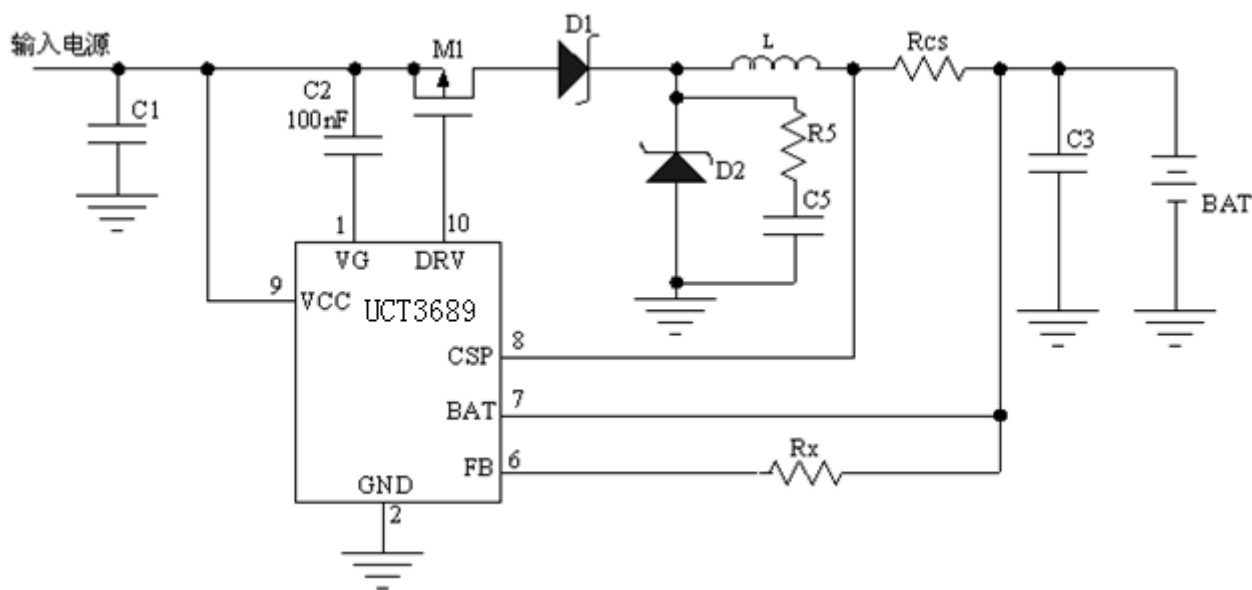 输入电源
D1
M1
L
Rcs
C2
100nF
C1
R5
C3
D2
C5
BAT
1
10
VG
DRV
9
VCC
UCT3689
8
CSP
7
BAT
Rx
6
FB
GND
2